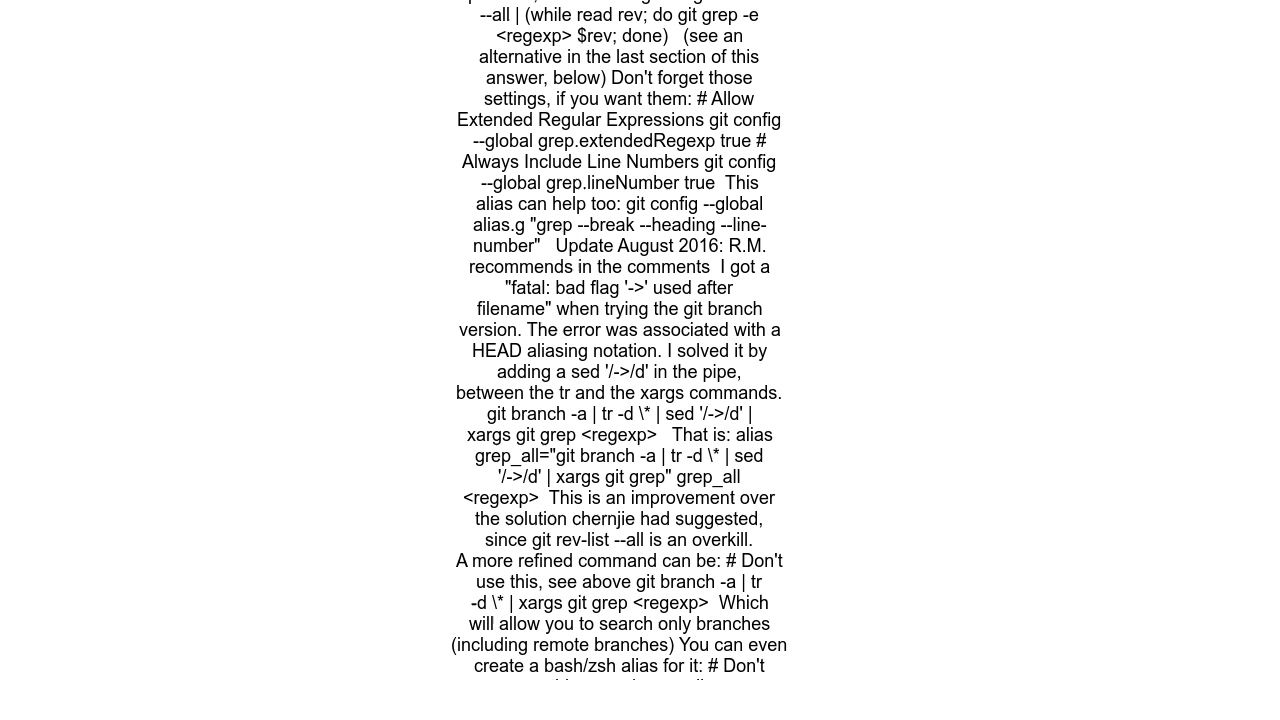 --all | (while read rev; do git grep -e
<regexp> $rev; done)   (see an
alternative in the last section of this
answer, below) Don't forget those
settings, if you want them: # Allow
Extended Regular Expressions git config
--global grep.extendedRegexp true #
Always Include Line Numbers git config
--global grep.lineNumber true  This
alias can help too: git config --global
alias.g "grep --break --heading --line-
number"   Update August 2016: R.M.
recommends in the comments  I got a
"fatal: bad flag '->' used after
filename" when trying the git branch
version. The error was associated with a
HEAD aliasing notation. I solved it by
adding a sed '/->/d' in the pipe,
between the tr and the xargs commands.
git branch -a | tr -d \* | sed '/->/d' |
xargs git grep <regexp>   That is: alias
grep_all="git branch -a | tr -d \* | sed
'/->/d' | xargs git grep" grep_all
<regexp>  This is an improvement over
the solution chernjie had suggested,
since git rev-list --all is an overkill.
A more refined command can be: # Don't
use this, see above git branch -a | tr
-d \* | xargs git grep <regexp>  Which
will allow you to search only branches
(including remote branches) You can even
create a bash/zsh alias for it: # Don't